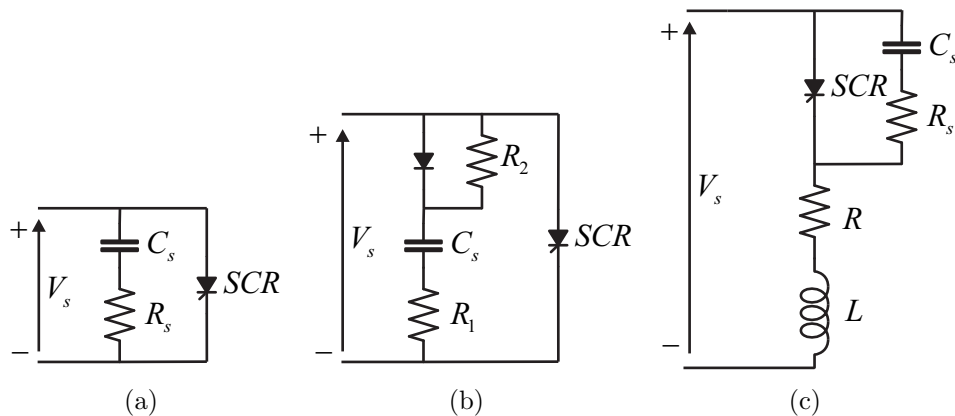 +
V_s
−
C_s
R_s
SCR
(a)
+
V_s
−
R_2
C_s
R_1
SCR
(b)
+
V_s
−
C_s
SCR
R_s
R
L
(c)